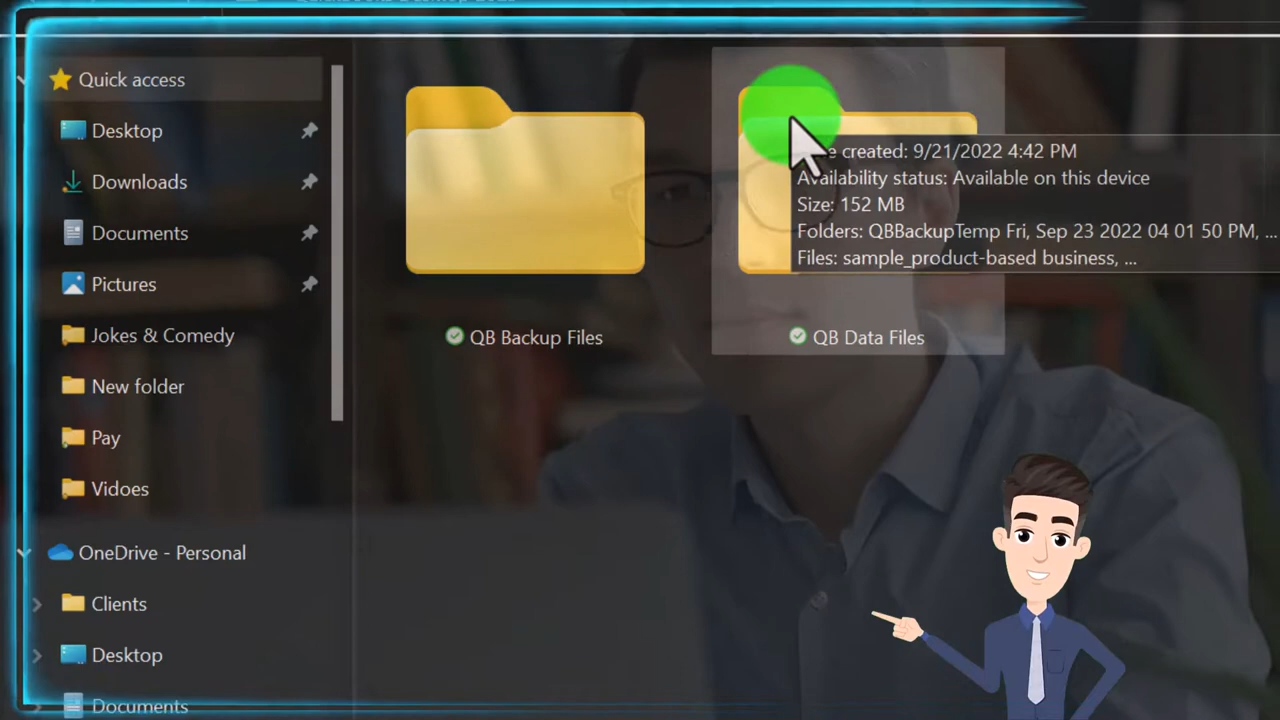 Quick access
Desktop
Downloads
Documents
Pictures
Jokes & Comedy
New folder
Pay
Vidoes
OneDrive - Personal
Clients
Desktop
Documents
QB Backup Files
QB Data Files
created: 9/21/2022 4:42 PM
Availability status: Available on this device
Size: 152 MB
Folders: QBBackupTemp Fri, Sep 23 2022 04 01 50 PM, ...
Files: sample_product-based business, ...